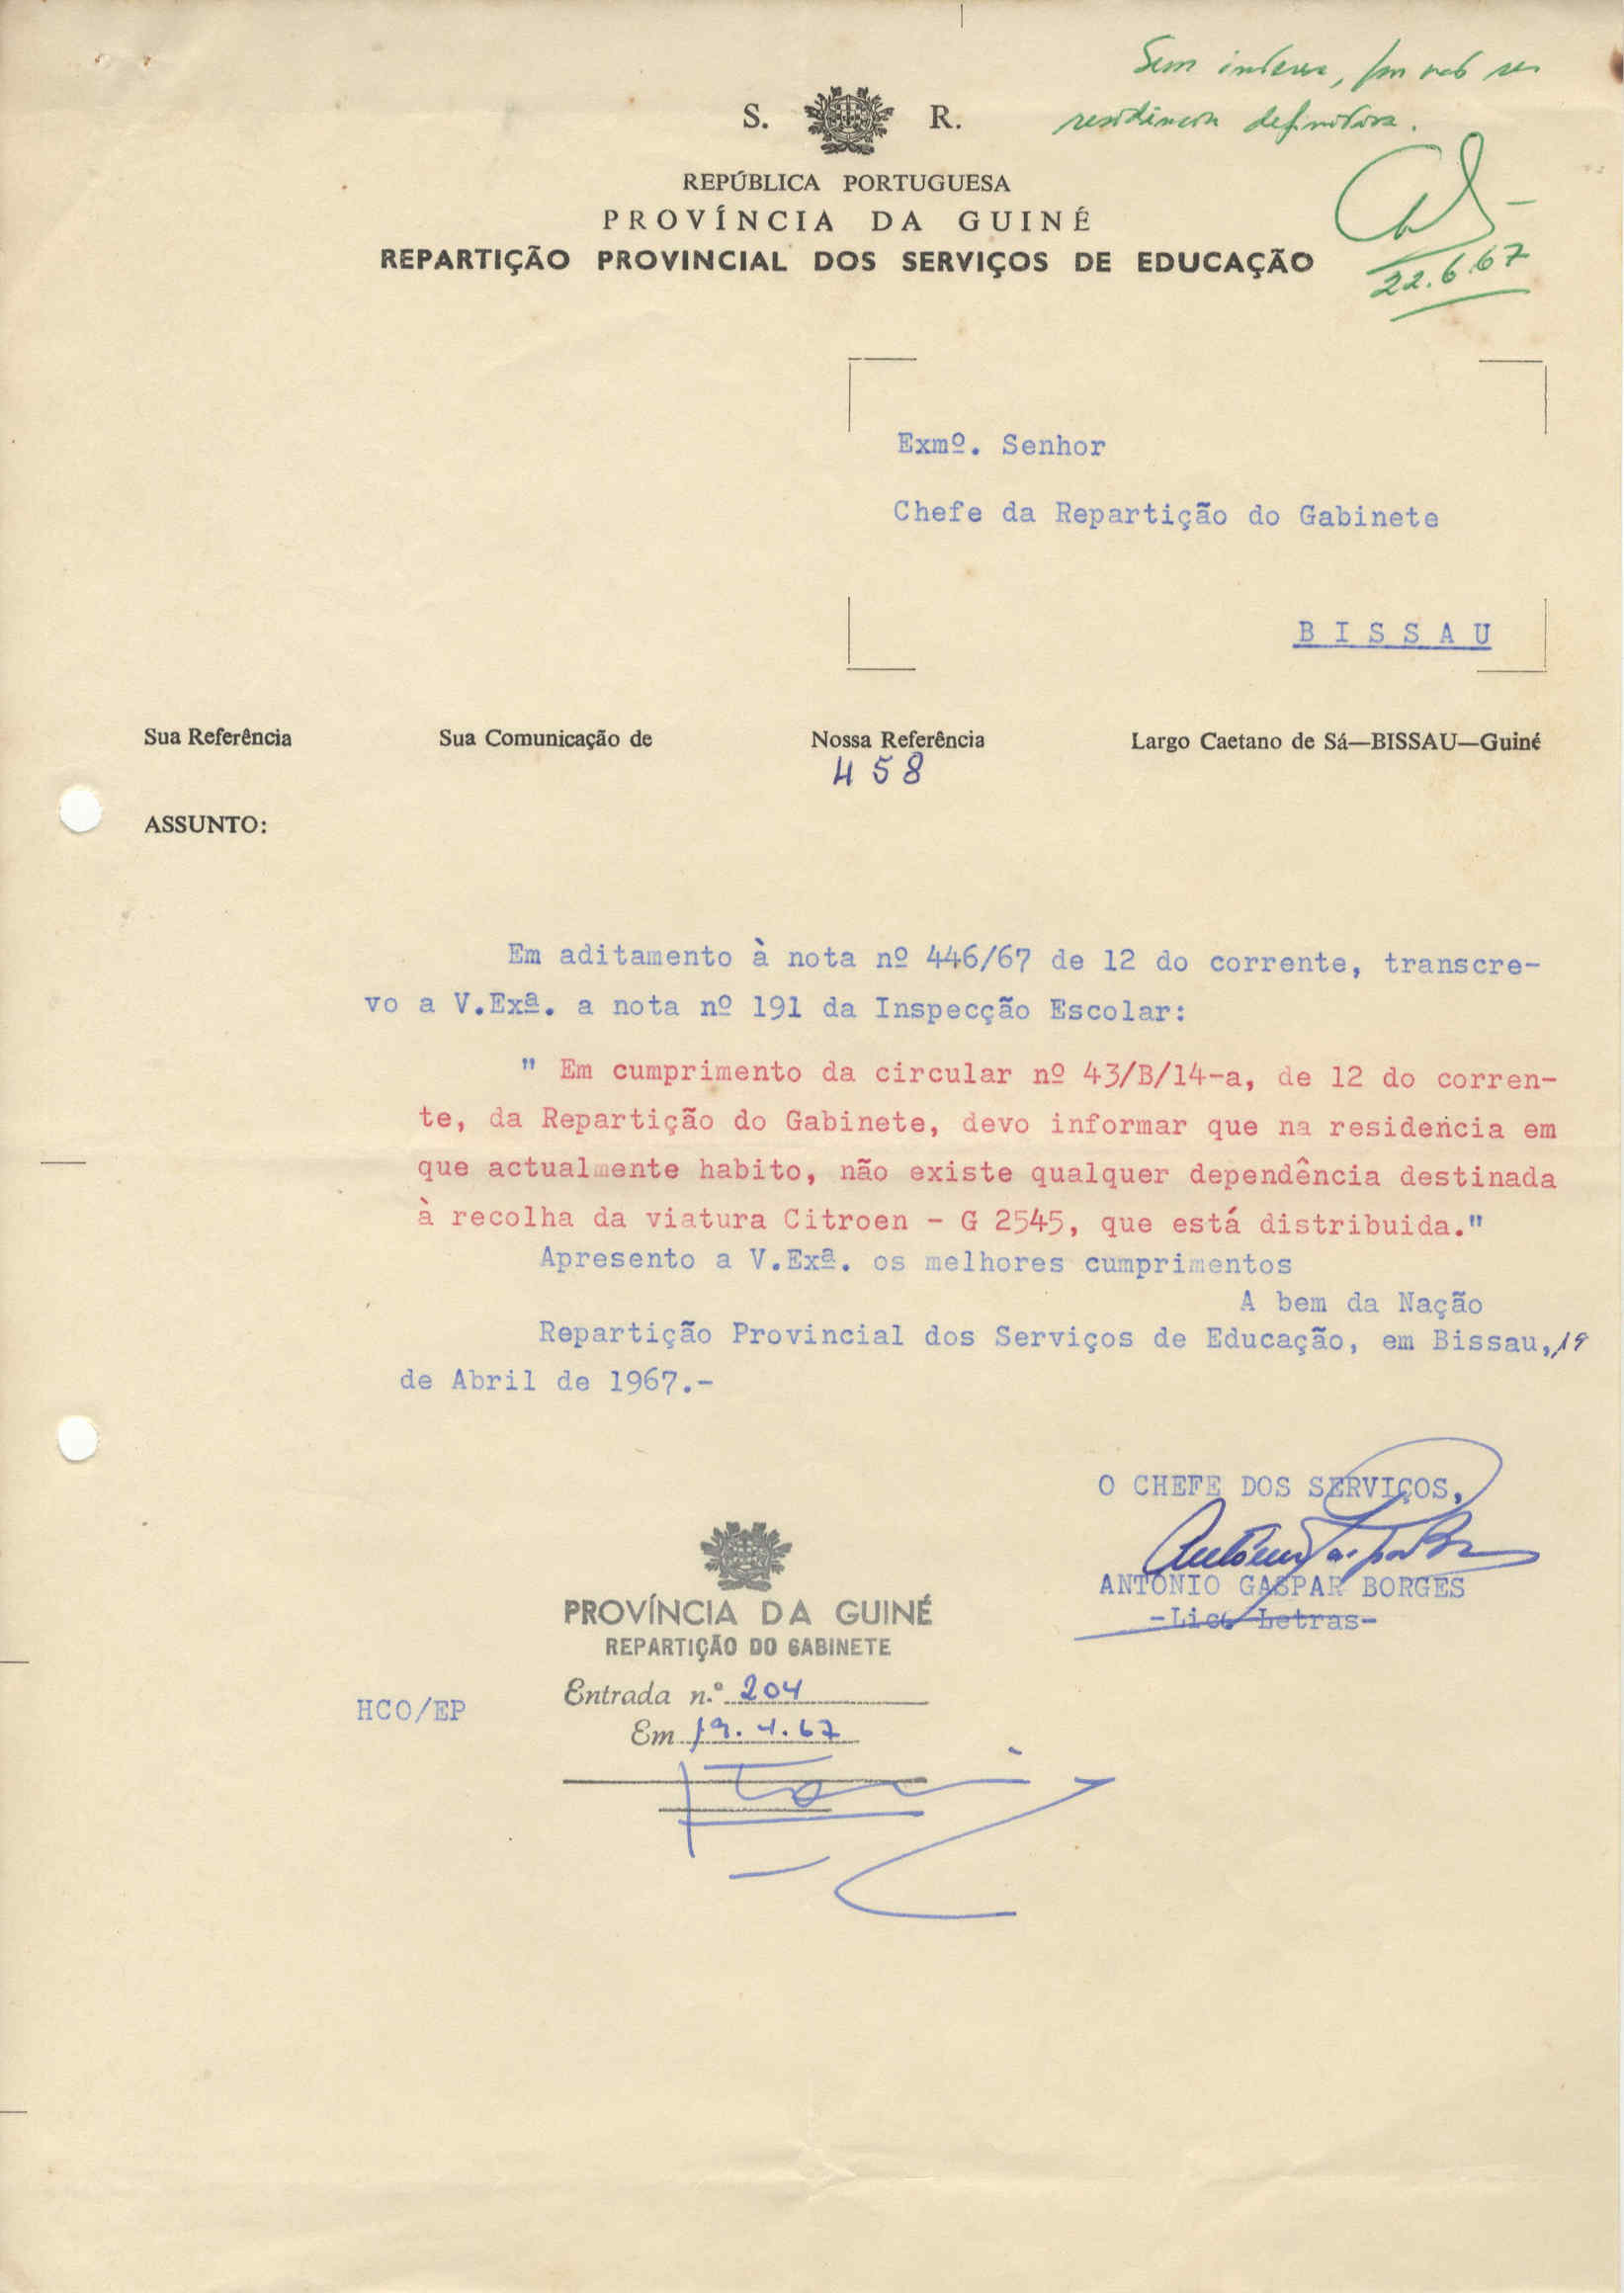 Sem interesse, por não ser
residência definitiva.
22.6.67
S. R.
REPÚBLICA PORTUGUESA
PROVÍNCIA DA GUINÉ
REPARTIÇÃO PROVINCIAL DOS SERVIÇOS DE EDUCAÇÃO
Exmº. Senhor
Chefe da Repartição do Gabinete
B I S S A U
Sua Referência Sua Comunicação de Nossa Referência Largo Caetano de Sá—BISSAU—Guiné
458
ASSUNTO:
Em aditamento à nota nº 446/67 de 12 do corrente, transcre-
vo a V.Exª. a nota nº 191 da Inspecção Escolar:
" Em cumprimento da circular nº 43/B/14-a, de 12 do corren-
te, da Repartição do Gabinete, devo informar que na residencia em
que actualmente habito, não existe qualquer dependência destinada
à recolha da viatura Citroen - G 2545, que está distribuida."
Apresento a V.Exª. os melhores cumprimentos
A bem da Nação
Repartição Provincial dos Serviços de Educação, em Bissau, 19
de Abril de 1967.-
O CHEFE DOS SERVIÇOS,
ANTÓNIO GASPAR BORGES
-Licº Letras-
PROVÍNCIA DA GUINÉ
REPARTIÇÃO DO GABINETE
Entrada n.º 204
Em 19.4.67
HCO/EP